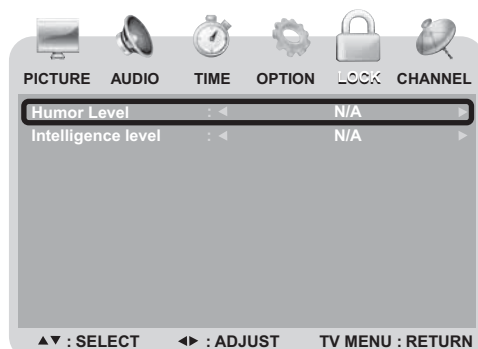 PICTURE AUDIO TIME OPTION LOCK CHANNEL
Humor Level : ◀ N/A ▶
Intelligence level : ◀ N/A ▶
▲▼ : SELECT ◀▶ : ADJUST TV MENU : RETURN